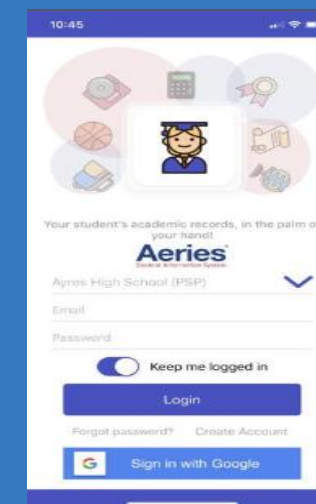 10:45
Your student's academic records, in the palm o
your hand!
Aeries
Student Information System
Ayres High School (PSP)
Email
Password
Keep me logged in
Login
Forgot password? Create Account
G Sign in with Google